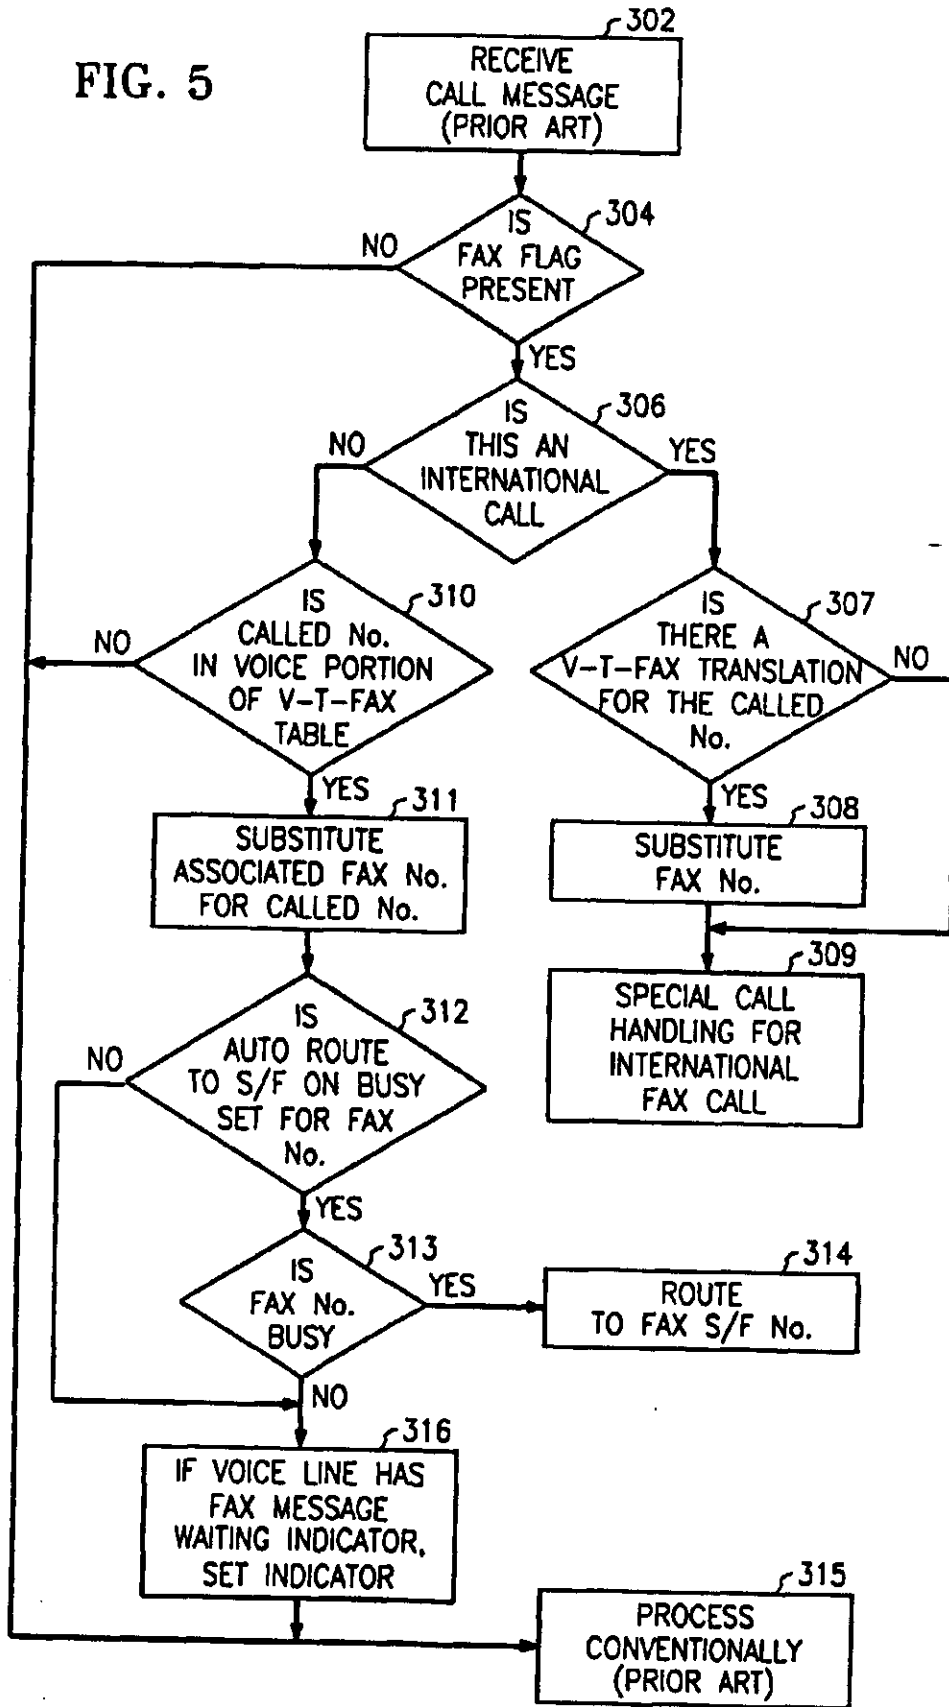 FIG. 5
302
RECEIVE
CALL MESSAGE
(PRIOR ART)
304
IS
FAX FLAG
PRESENT
NO
YES
306
IS
THIS AN
INTERNATIONAL
CALL
NO
YES
310
IS
CALLED No.
IN VOICE PORTION
OF V-T-FAX
TABLE
NO
YES
307
IS
THERE A
V-T-FAX TRANSLATION
FOR THE CALLED
No.
NO
YES
311
SUBSTITUTE
ASSOCIATED FAX No.
FOR CALLED No.
308
SUBSTITUTE
FAX No.
309
SPECIAL CALL
HANDLING FOR
INTERNATIONAL
FAX CALL
312
IS
AUTO ROUTE
TO S/F ON BUSY
SET FOR FAX
No.
NO
YES
313
IS
FAX No.
BUSY
YES
NO
314
ROUTE
TO FAX S/F No.
316
IF VOICE LINE HAS
FAX MESSAGE
WAITING INDICATOR,
SET INDICATOR
315
PROCESS
CONVENTIONALLY
(PRIOR ART)